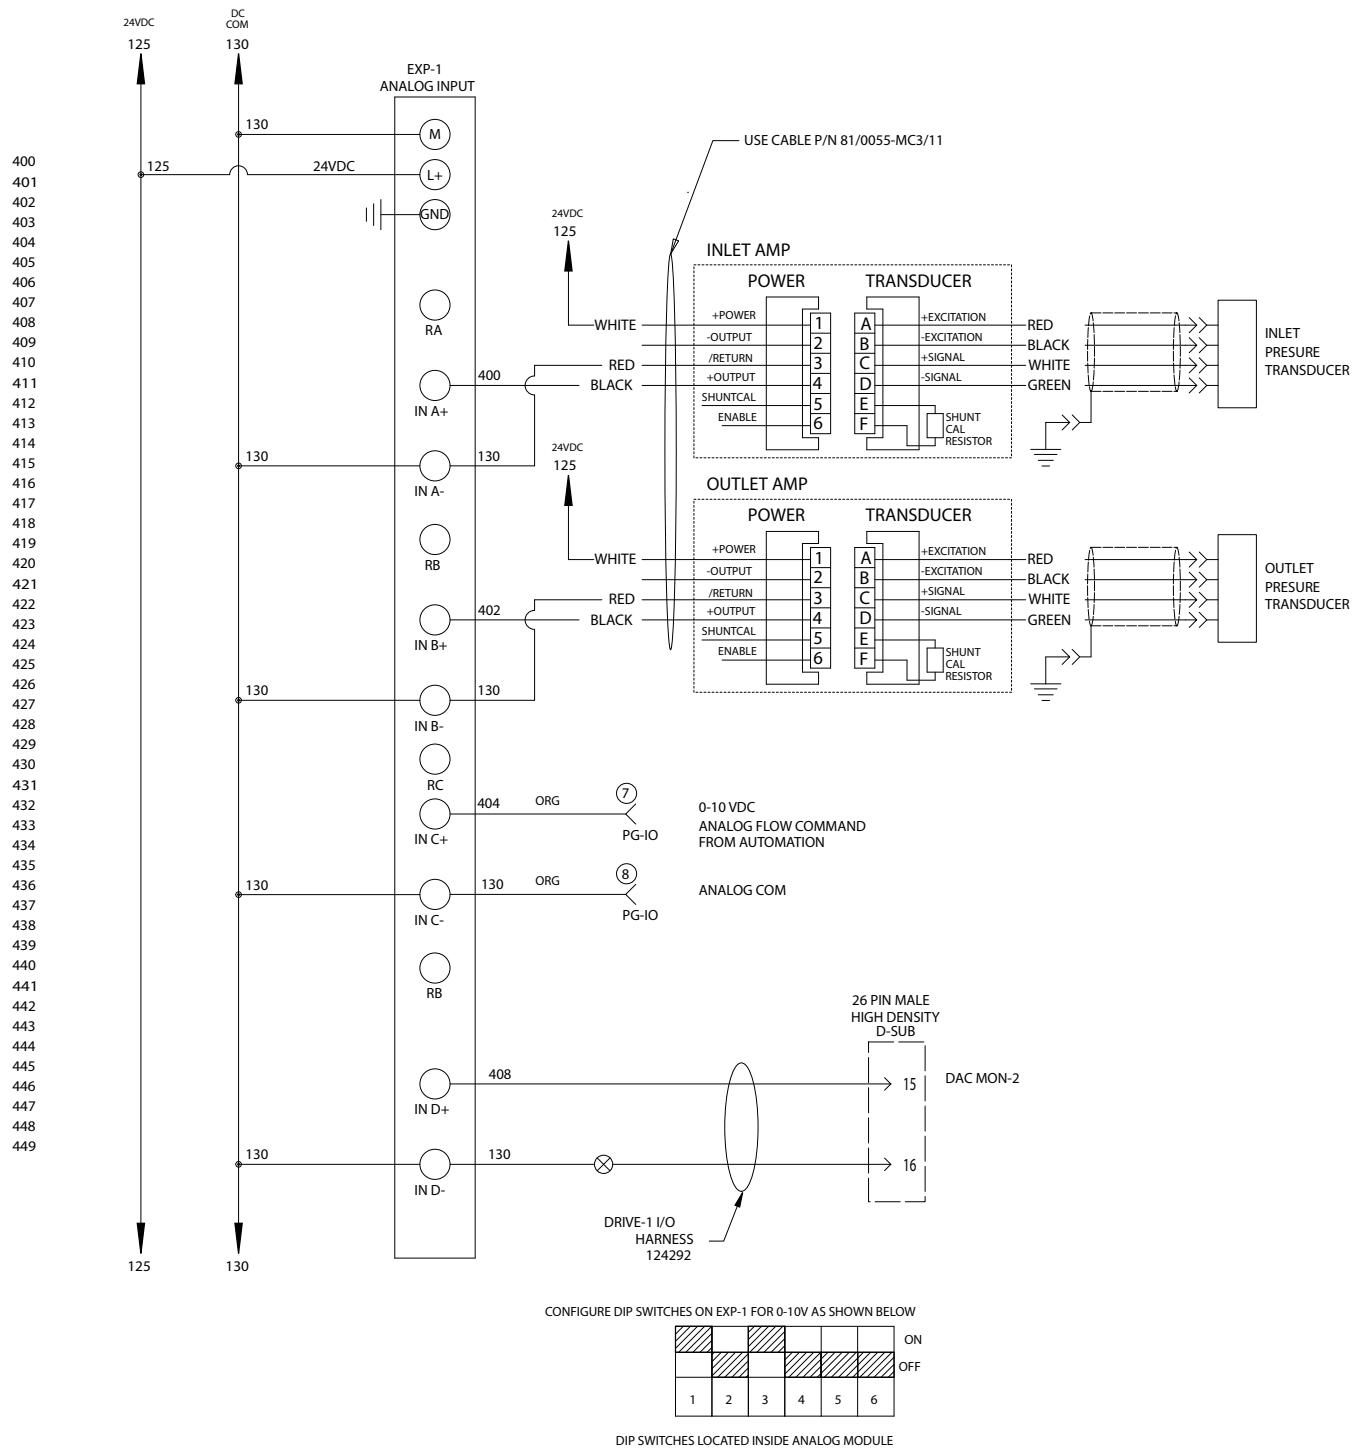 24VDC
125
DC
COM
130
EXP-1
ANALOG INPUT
130
M
125
24VDC
L+
GND
RA
400
IN A+
130
130
IN A-
RB
402
IN B+
130
130
IN B-
RC
404
ORG
7
PG-IO
IN C+
0-10 VDC
ANALOG FLOW COMMAND
FROM AUTOMATION
130
130
ORG
8
PG-IO
IN C-
ANALOG COM
RB
408
IN D+
130
130
IN D-
125
130
400
401
402
403
404
405
406
407
408
409
410
411
412
413
414
415
416
417
418
419
420
421
422
423
424
425
426
427
428
429
430
431
432
433
434
435
436
437
438
439
440
441
442
443
444
445
446
447
448
449
USE CABLE P/N 81/0055-MC3/11
24VDC
125
WHITE
RED
BLACK
INLET AMP
POWER
TRANSDUCER
+POWER
1
A
+EXCITATION
RED
-OUTPUT
2
B
-EXCITATION
BLACK
/RETURN
3
C
+SIGNAL
WHITE
+OUTPUT
4
D
-SIGNAL
GREEN
SHUNTCAL
5
E
ENABLE
6
F
SHUNT
CAL
RESISTOR
INLET
PRESURE
TRANSDUCER
24VDC
125
WHITE
RED
BLACK
OUTLET AMP
POWER
TRANSDUCER
+POWER
1
A
+EXCITATION
RED
-OUTPUT
2
B
-EXCITATION
BLACK
/RETURN
3
C
+SIGNAL
WHITE
+OUTPUT
4
D
-SIGNAL
GREEN
SHUNTCAL
5
E
ENABLE
6
F
SHUNT
CAL
RESISTOR
OUTLET
PRESURE
TRANSDUCER
26 PIN MALE
HIGH DENSITY
D-SUB
15
DAC MON-2
16
DRIVE-1 I/O
HARNESS
124292
CONFIGURE DIP SWITCHES ON EXP-1 FOR 0-10V AS SHOWN BELOW
ON
OFF
1 2 3 4 5 6
DIP SWITCHES LOCATED INSIDE ANALOG MODULE